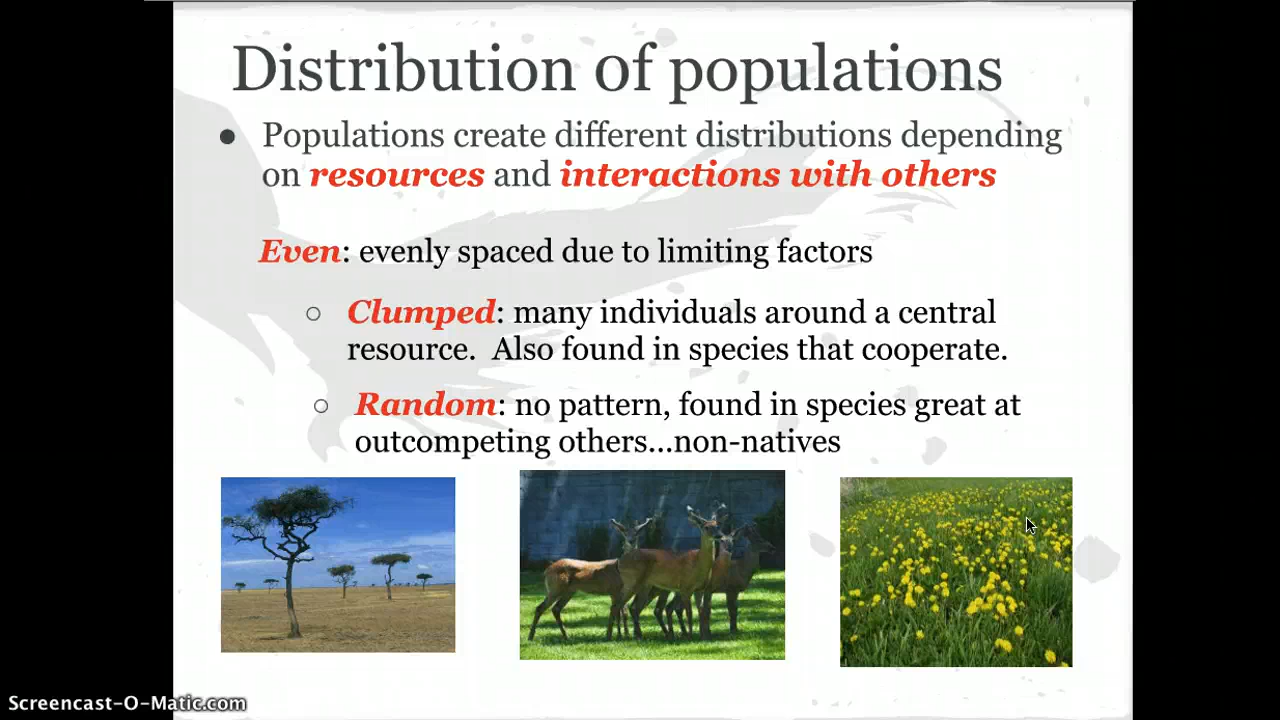 Distribution of populations
● Populations create different distributions depending
on resources and interactions with others
Even: evenly spaced due to limiting factors
○ Clumped: many individuals around a central
resource.  Also found in species that cooperate.
○ Random: no pattern, found in species great at
outcompeting others...non-natives
Screencast-O-Matic.com